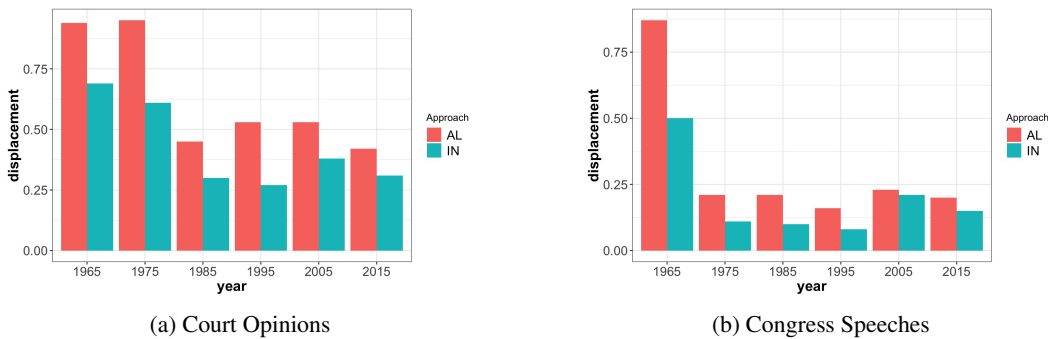 displacement
0.75
0.50
0.25
0.00
1965 1975 1985 1995 2005 2015
year
Approach
AL
IN
(a) Court Opinions
displacement
0.75
0.50
0.25
0.00
1965 1975 1985 1995 2005 2015
year
Approach
AL
IN
(b) Congress Speeches